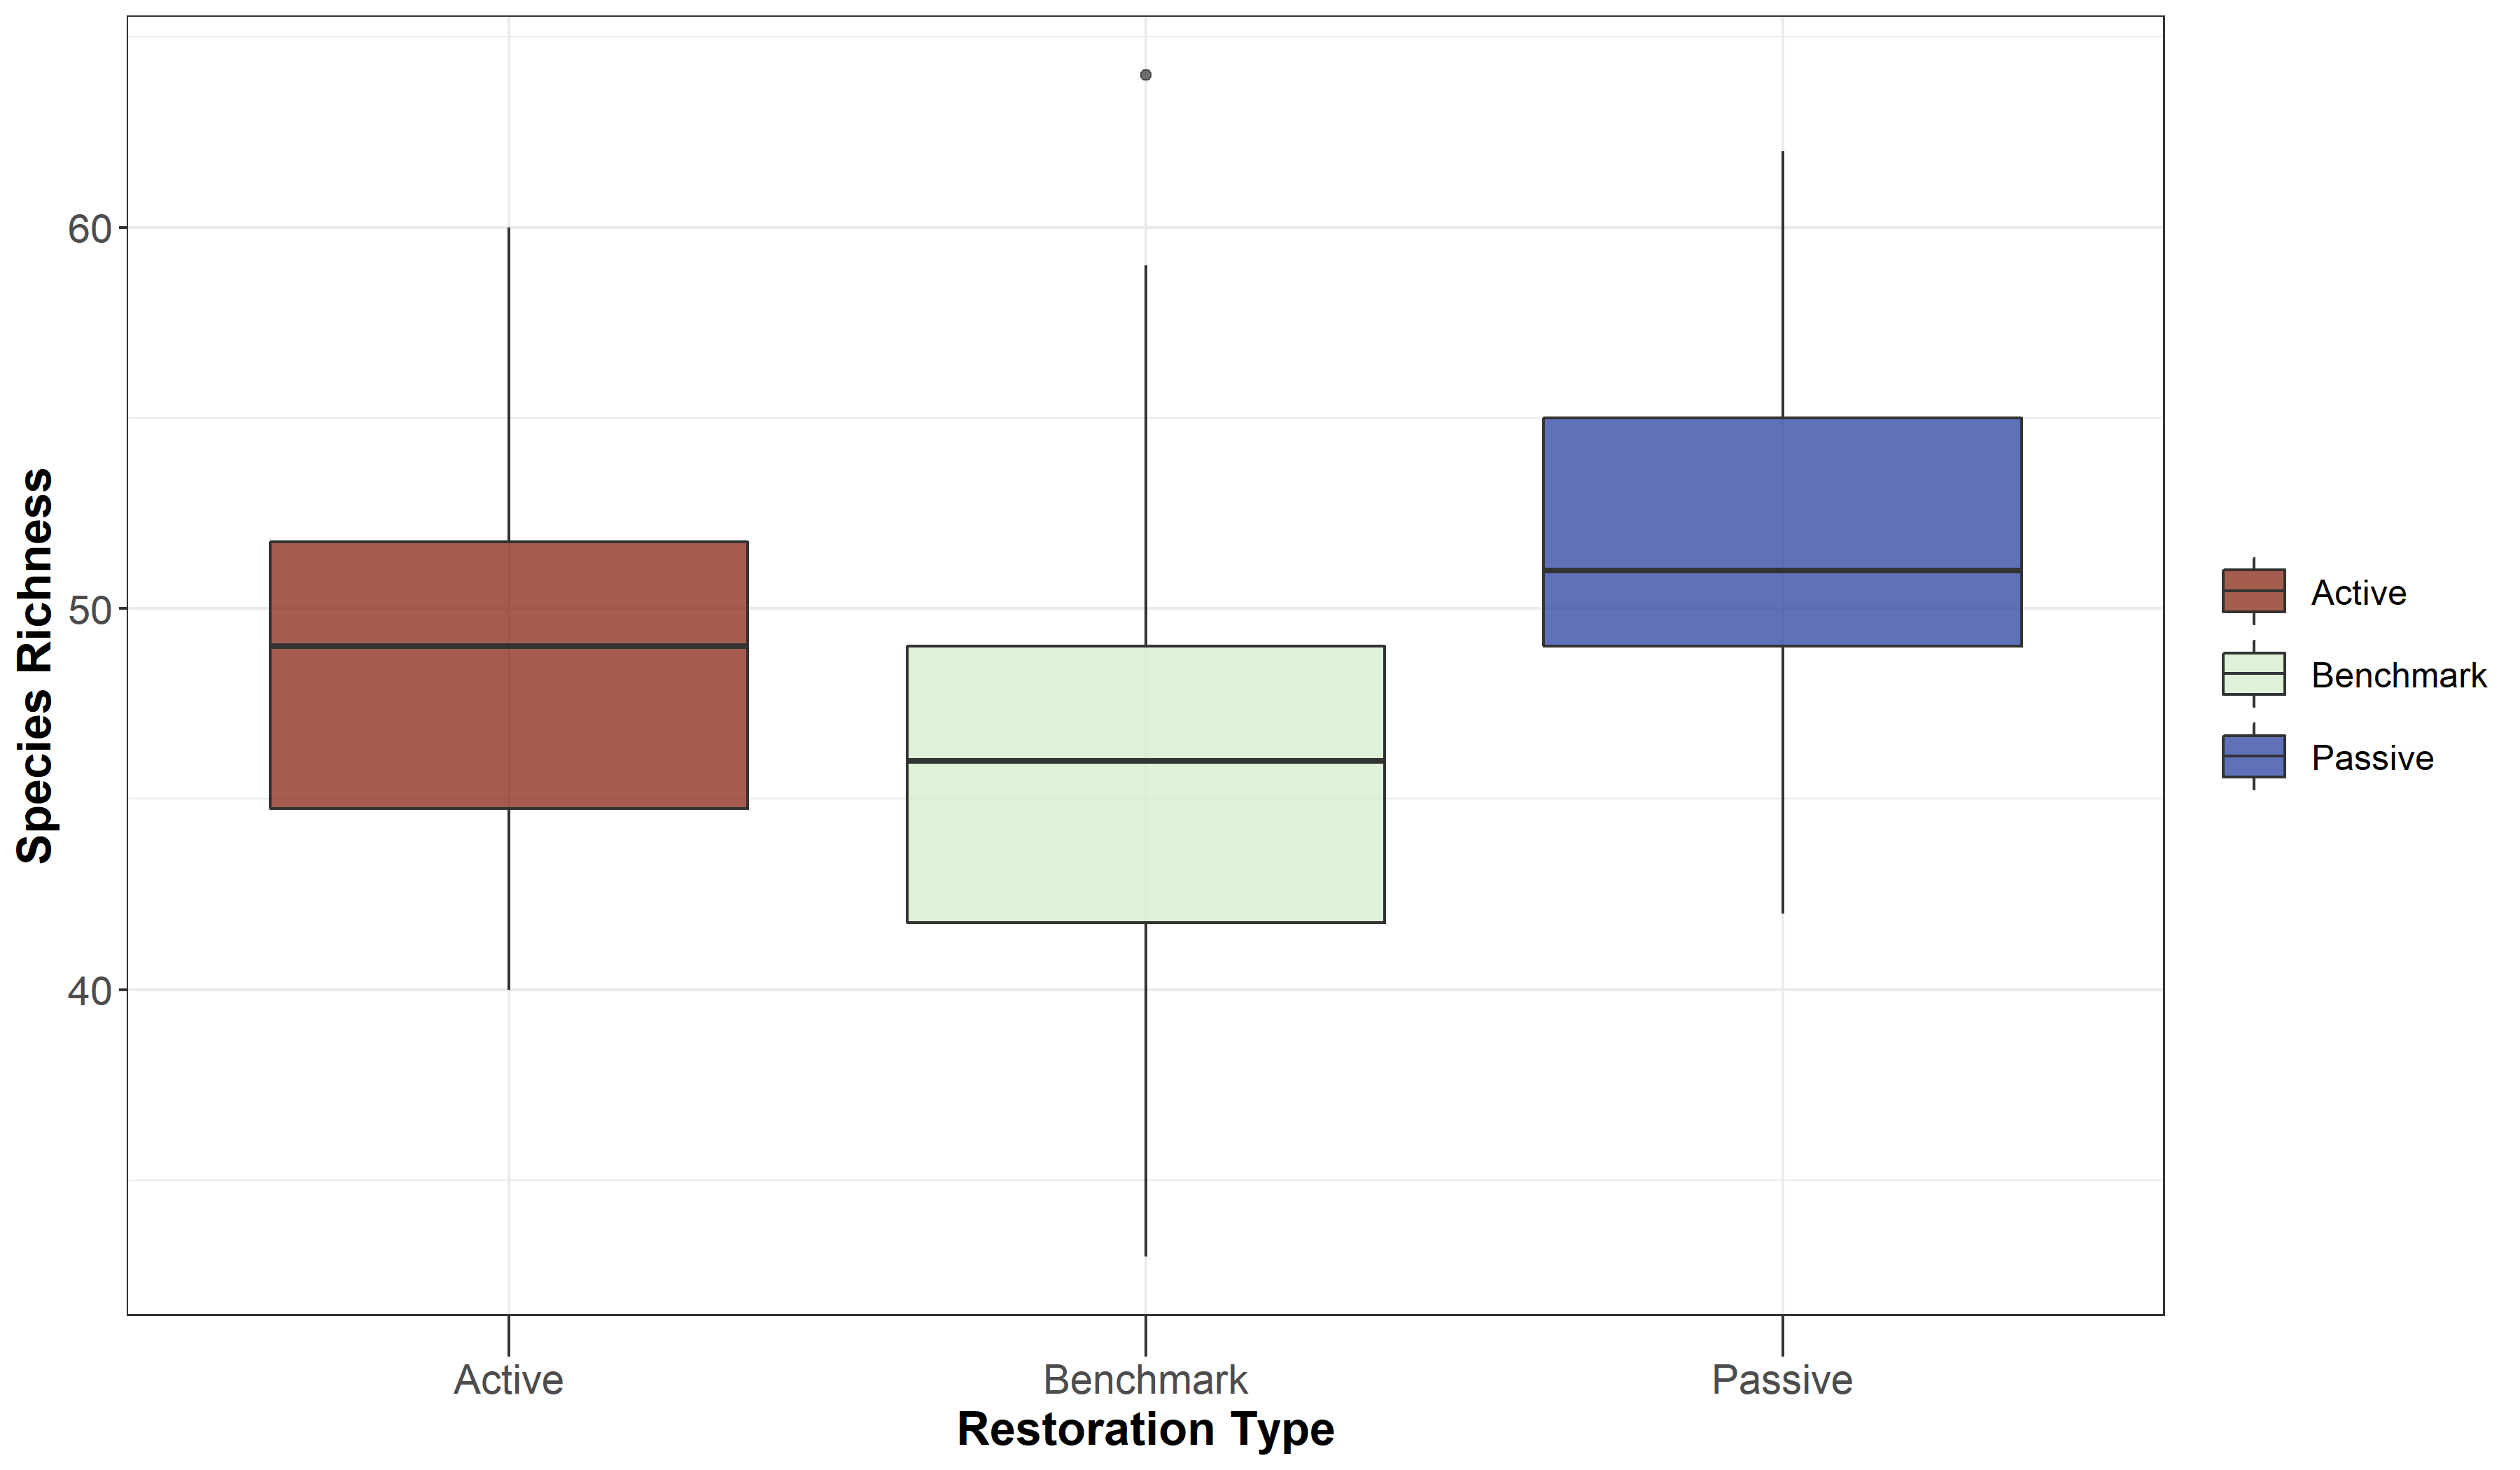 Species Richness
60
50
40
Active
Benchmark
Passive
Restoration Type
Active
Benchmark
Passive